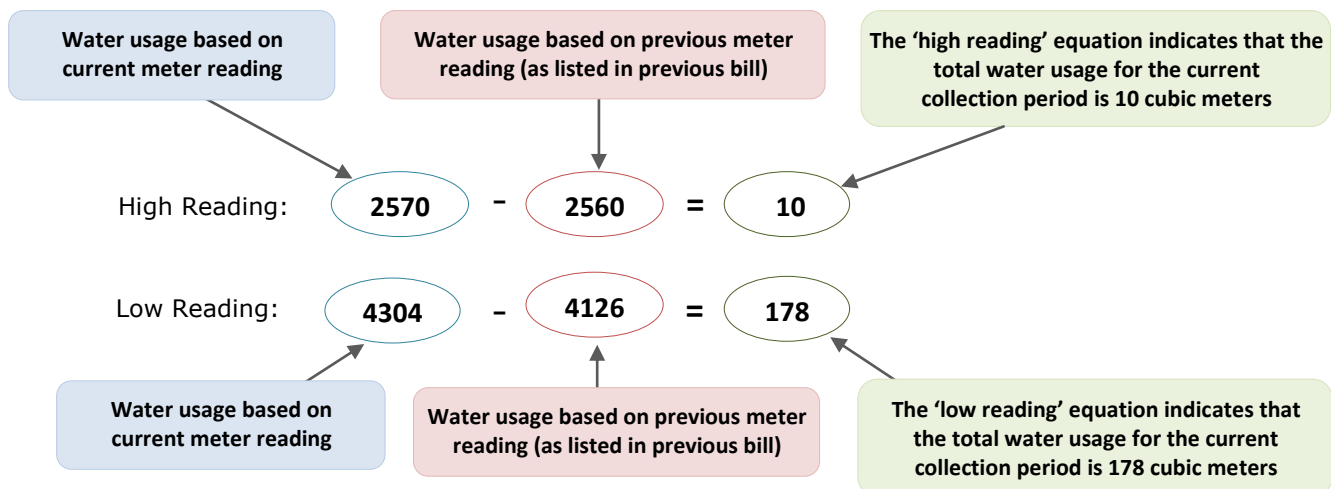 Water usage based on
current meter reading
Water usage based on previous meter
reading (as listed in previous bill)
The ‘high reading’ equation indicates that the
total water usage for the current
collection period is 10 cubic meters
High Reading: 2570 - 2560 = 10
Low Reading: 4304 - 4126 = 178
Water usage based on
current meter reading
Water usage based on previous meter
reading (as listed in previous bill)
The ‘low reading’ equation indicates that
the total water usage for the current
collection period is 178 cubic meters